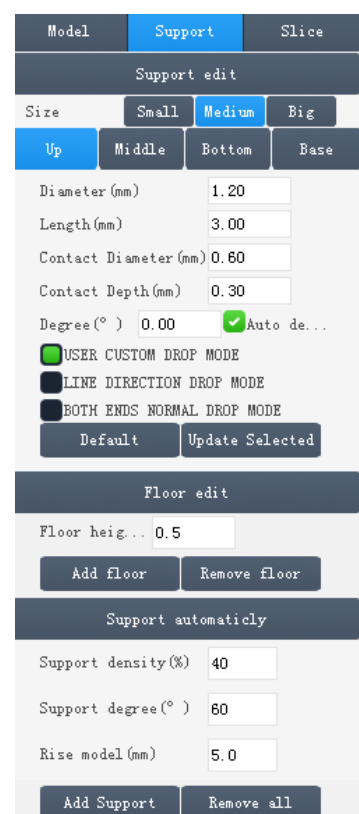 Model Support Slice
Support edit
Size Small Medium Big
Up Middle Bottom Base
Diameter(mm) 1.20
Length(mm) 3.00
Contact Diameter(mm) 0.60
Contact Depth(mm) 0.30
Degree(° ) 0.00 Auto de...
USER CUSTOM DROP MODE
LINE DIRECTION DROP MODE
BOTH ENDS NORMAL DROP MODE
Default Update Selected
Floor edit
Floor heig... 0.5
Add floor Remove floor
Support automaticly
Support density(%) 40
Support degree(° ) 60
Rise model(mm) 5.0
Add Support Remove all